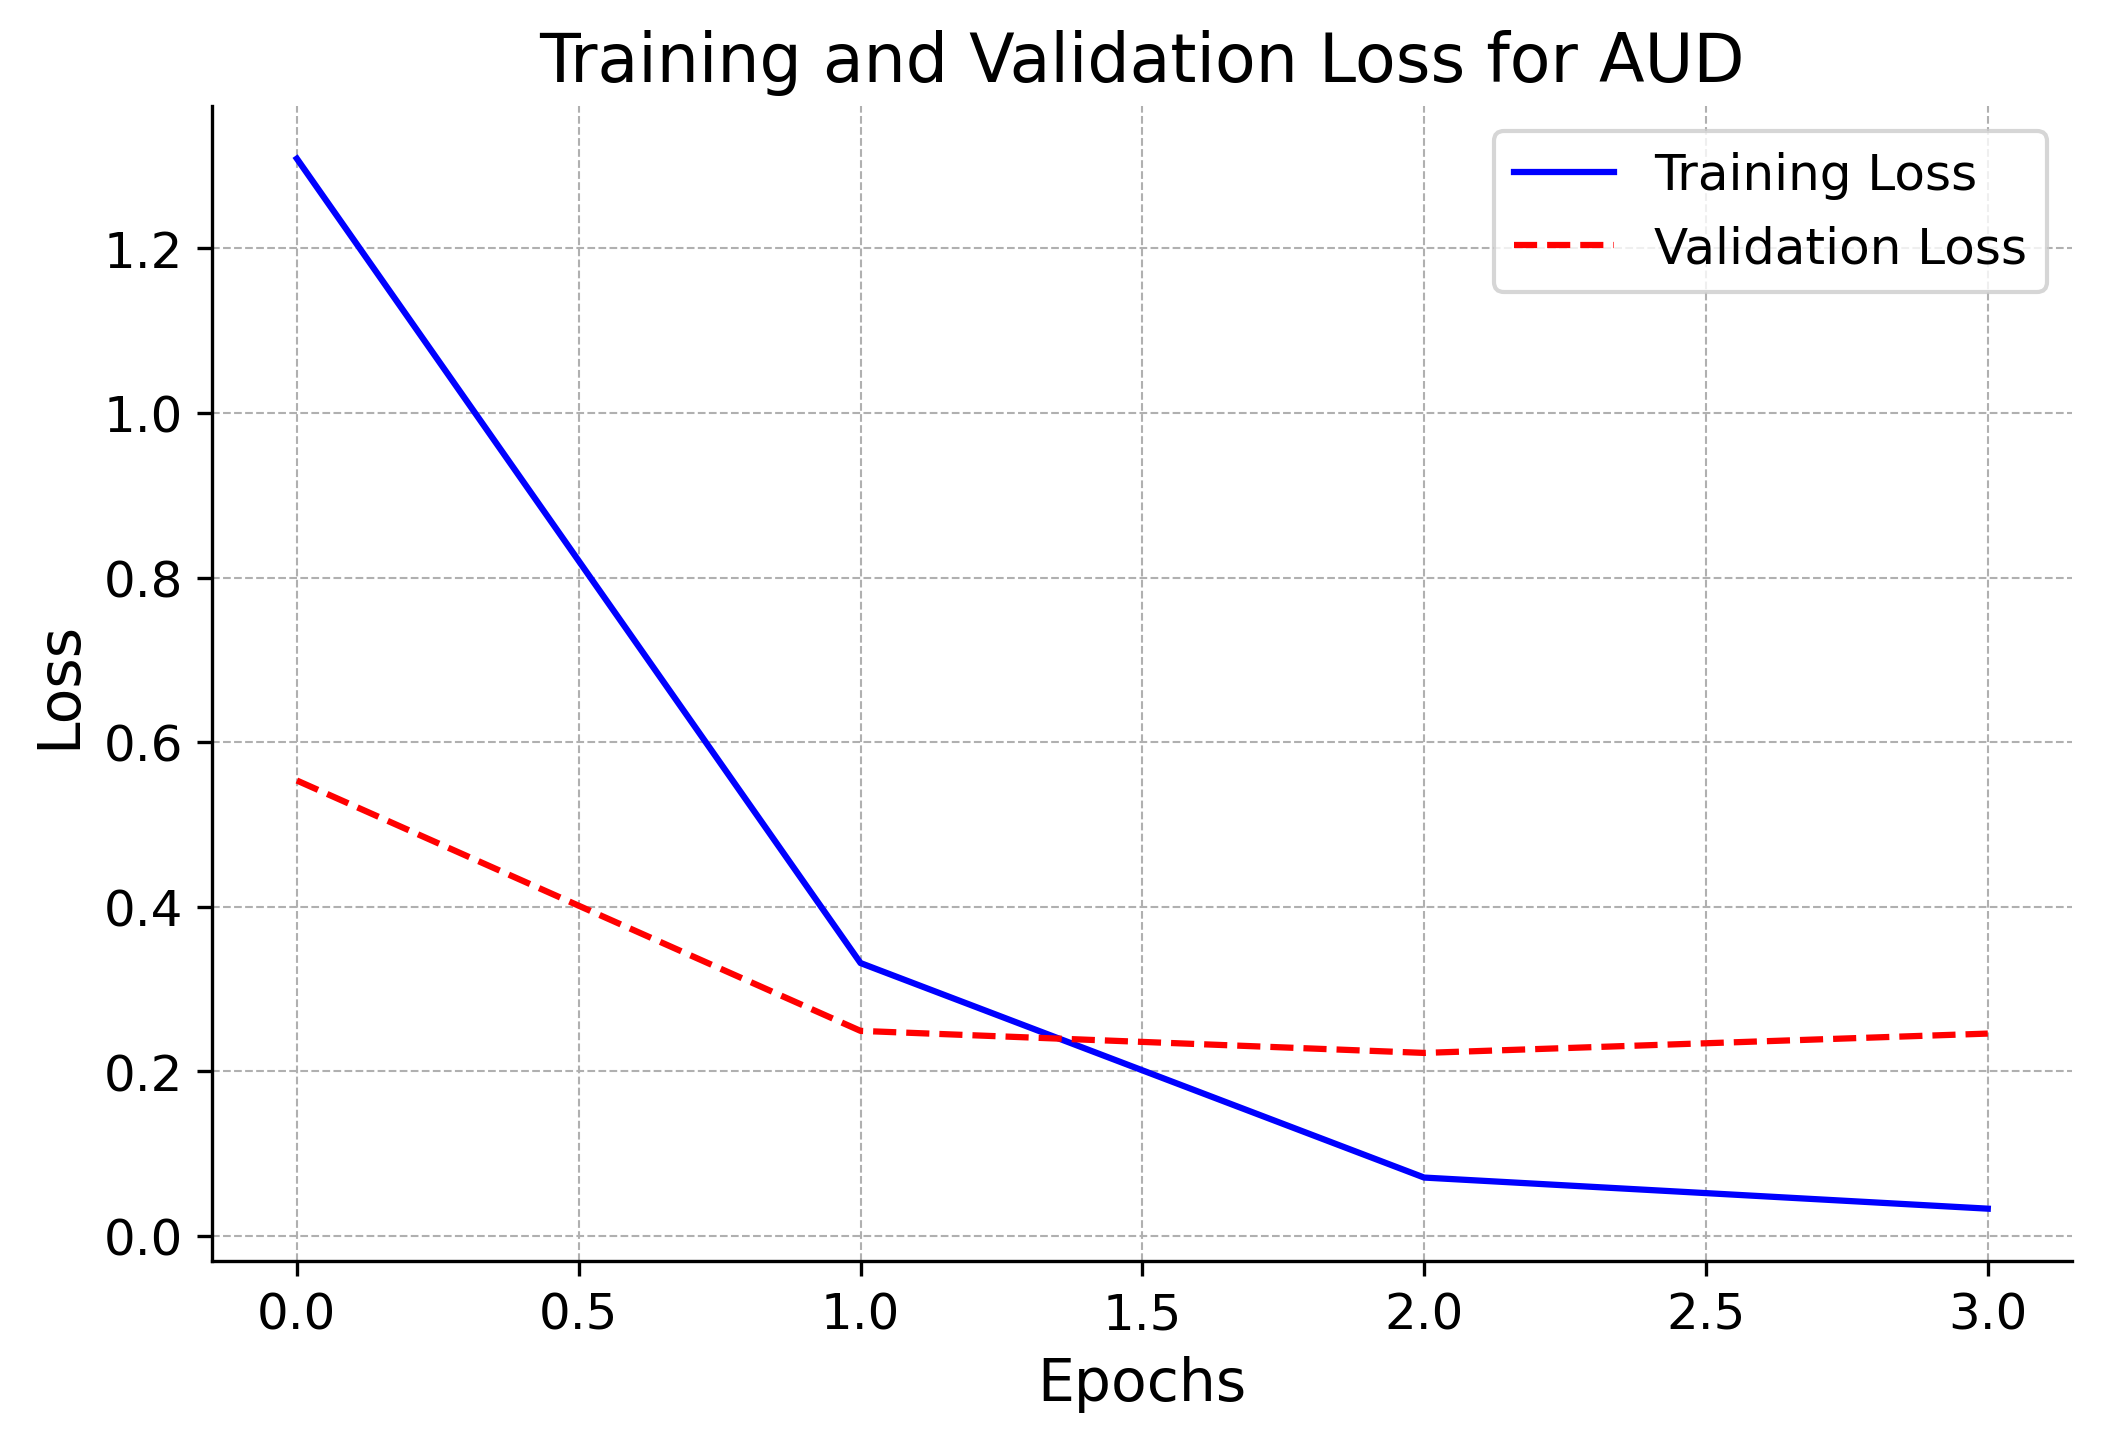 Training and Validation Loss for AUD
Training Loss
Validation Loss
Loss
1.2
1.0
0.8
0.6
0.4
0.2
0.0
0.0 0.5 1.0 1.5 2.0 2.5 3.0
Epochs